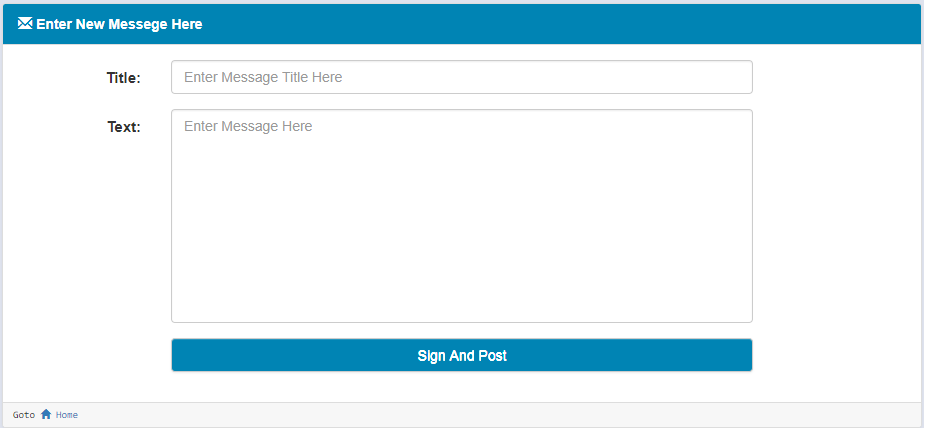 Enter New Messege Here
Title: Enter Message Title Here
Text: Enter Message Here
Sign And Post
Goto Home